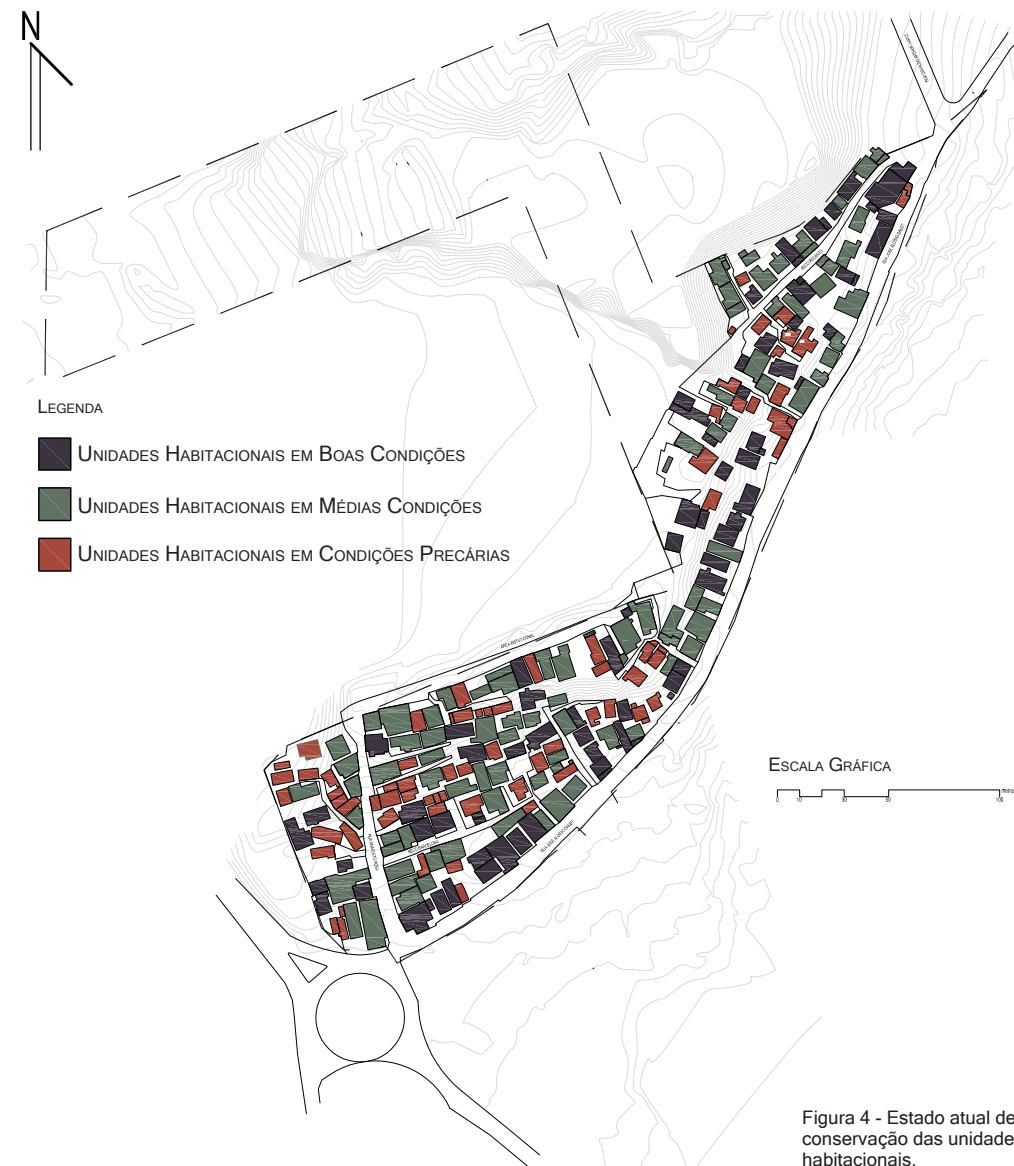 N
LEGENDA
UNIDADES HABITACIONAIS EM BOAS CONDIÇÕES
UNIDADES HABITACIONAIS EM MÉDIAS CONDIÇÕES
UNIDADES HABITACIONAIS EM CONDIÇÕES PRECÁRIAS
ESCALA GRÁFICA
0 10 30 50 100
Figura 4 - Estado atual de
conservação das unidade
habitacionais.